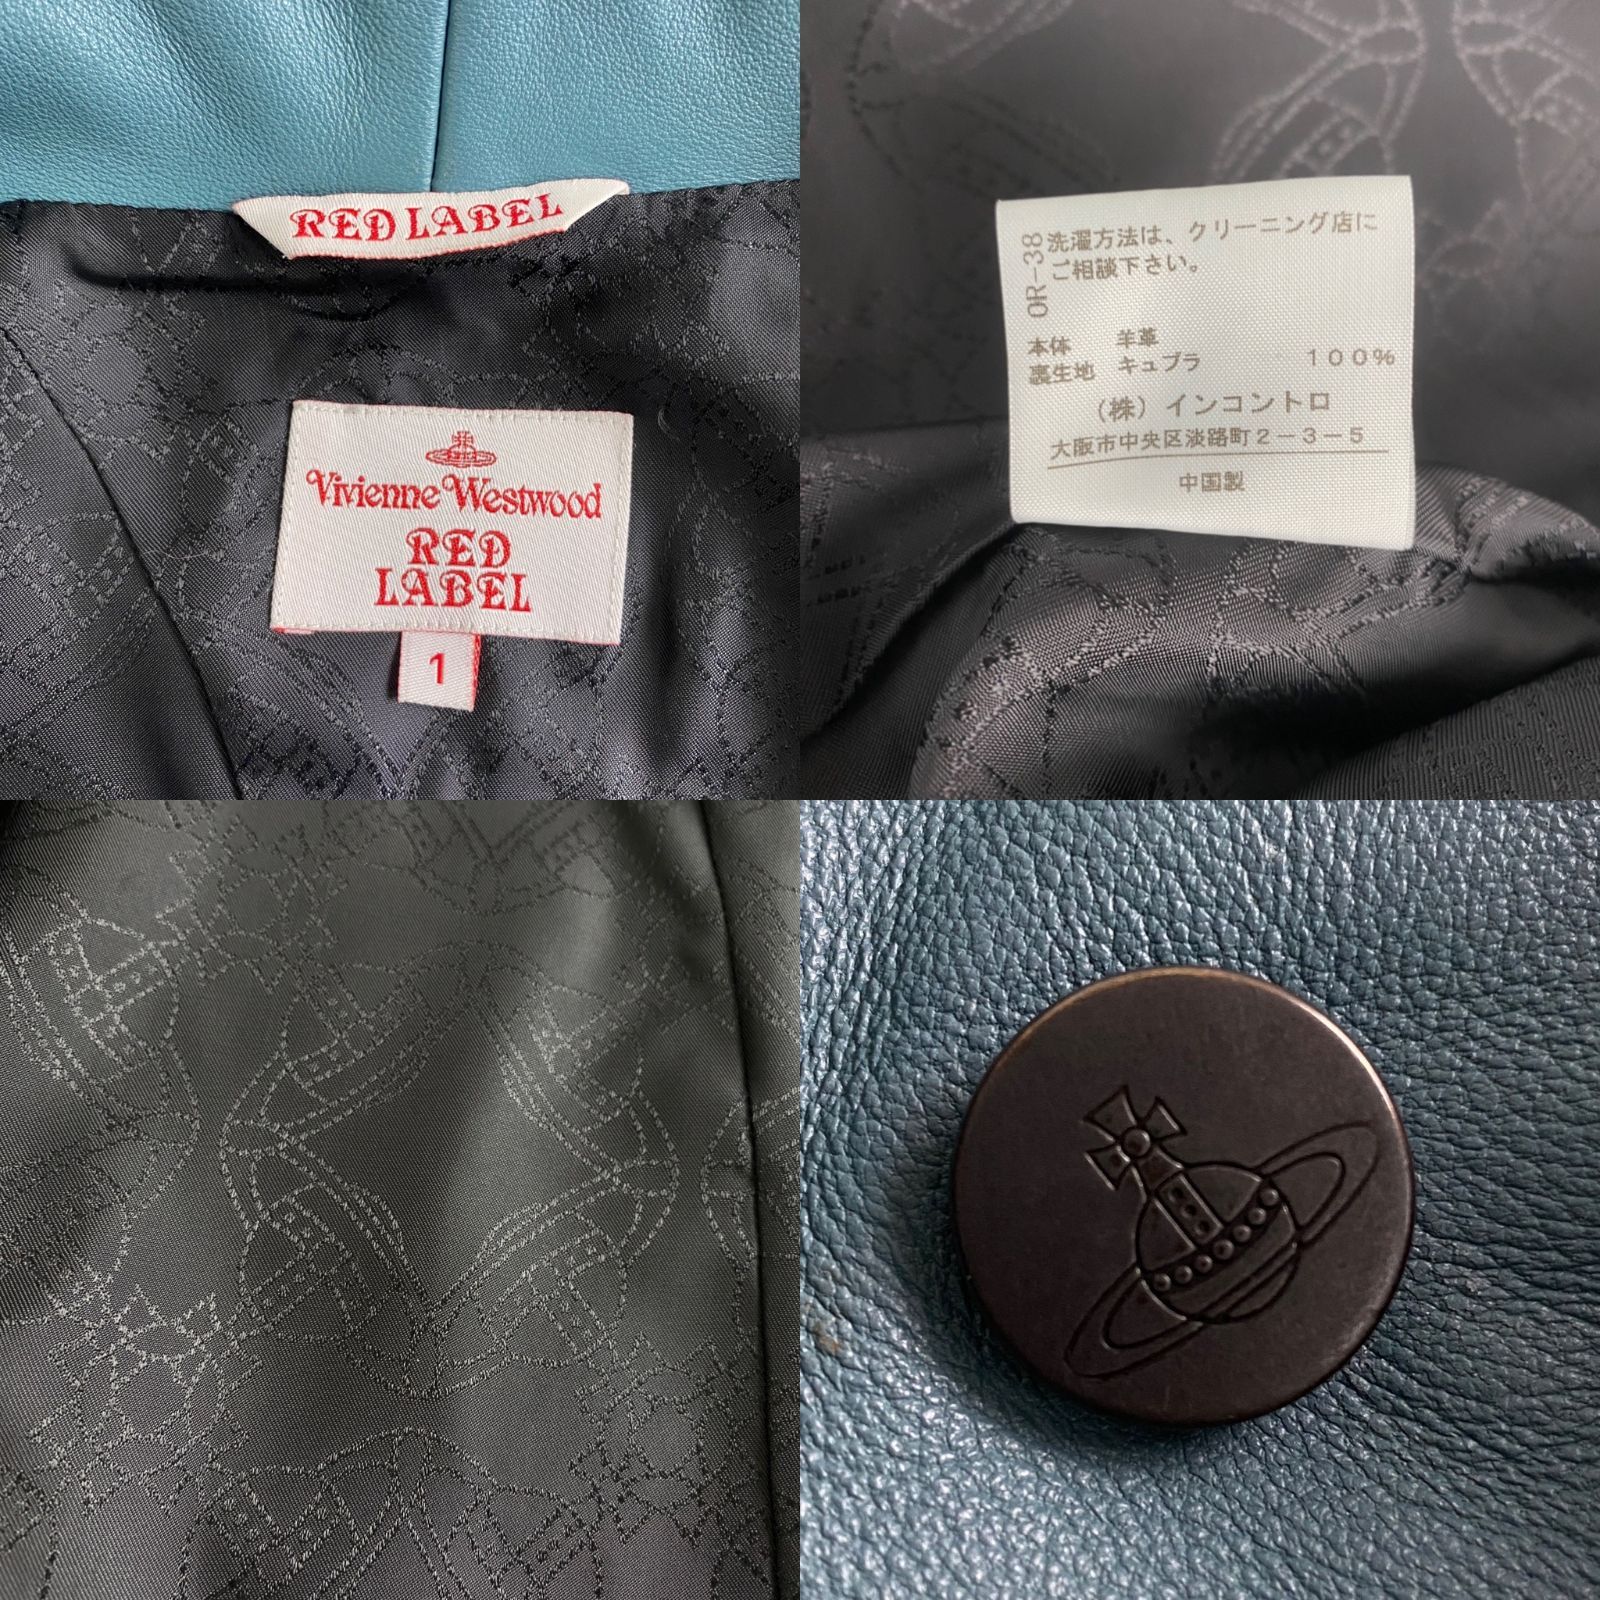 RED LABEL
Vivienne Westwood
RED
LABEL
1
OR-38
洗濯方法は、クリーニング店に
ご相談下さい。
本体 羊革
裏生地 キュプラ 100%
(株)インコントロ
大阪市中央区淡路町2-3-5
中国製